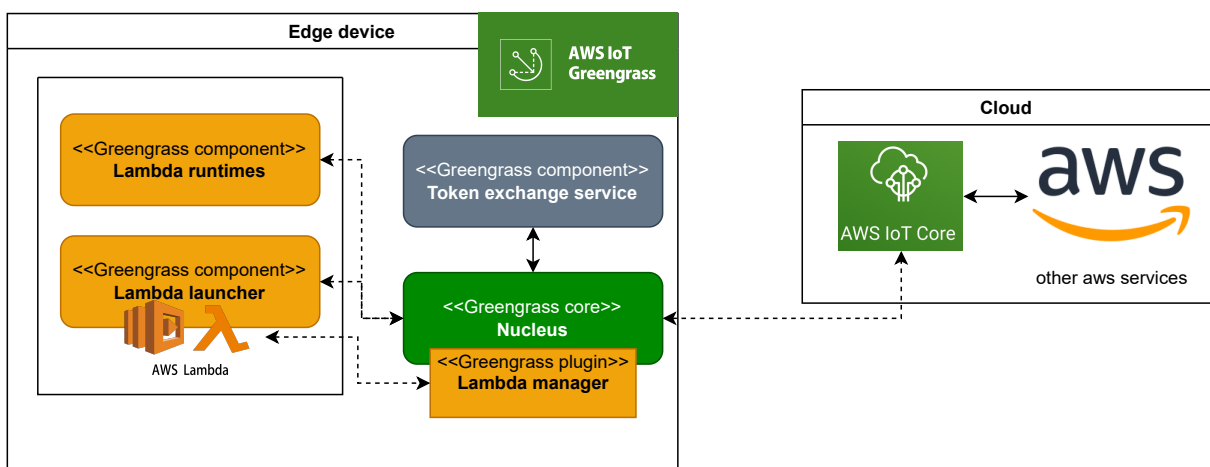 Edge device
AWS IoT
Greengrass
<<Greengrass component>>
Lambda runtimes
<<Greengrass component>>
Token exchange service
<<Greengrass component>>
Lambda launcher
AWS Lambda
<<Greengrass core>>
Nucleus
<<Greengrass plugin>>
Lambda manager
Cloud
AWS IoT Core
aws
other aws services